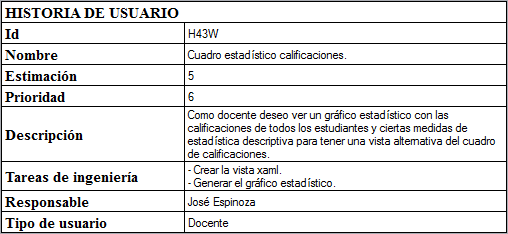 HISTORIA DE USUARIO
Id H43W
Nombre Cuadro estadístico calificaciones.
Estimación 5
Prioridad 6
Descripción Como docente deseo ver un gráfico estadístico con las
calificaciones de todos los estudiantes y ciertas medidas de
estadística descriptiva para tener una vista alternativa del cuadro
de calificaciones.
Tareas de ingeniería - Crear la vista xaml.
- Generar el gráfico estadístico.
Responsable José Espinoza
Tipo de usuario Docente